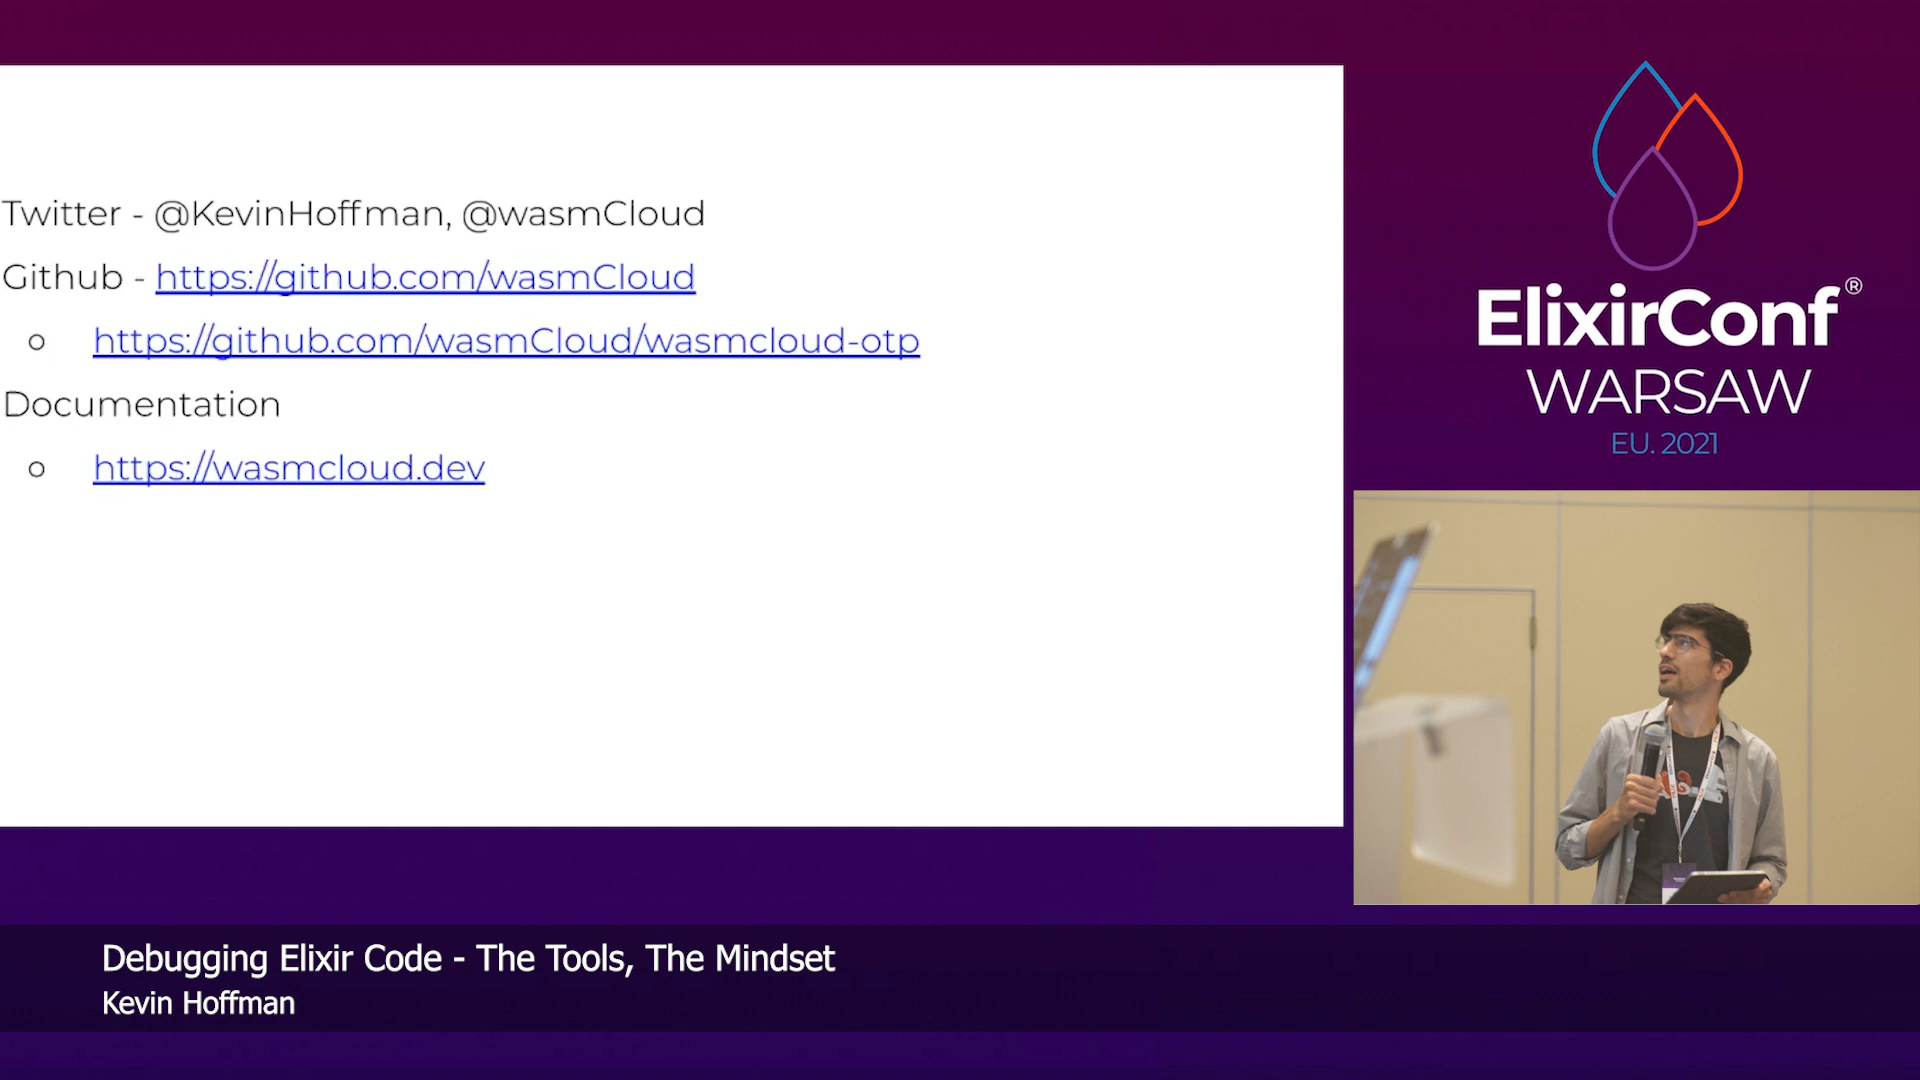 Twitter - @KevinHoffman, @wasmCloud
Github - https://github.com/wasmCloud
https://github.com/wasmCloud/wasmcloud-otp
Documentation
https://wasmcloud.dev
ElixirConf®
WARSAW
EU. 2021
Debugging Elixir Code - The Tools, The Mindset
Kevin Hoffman